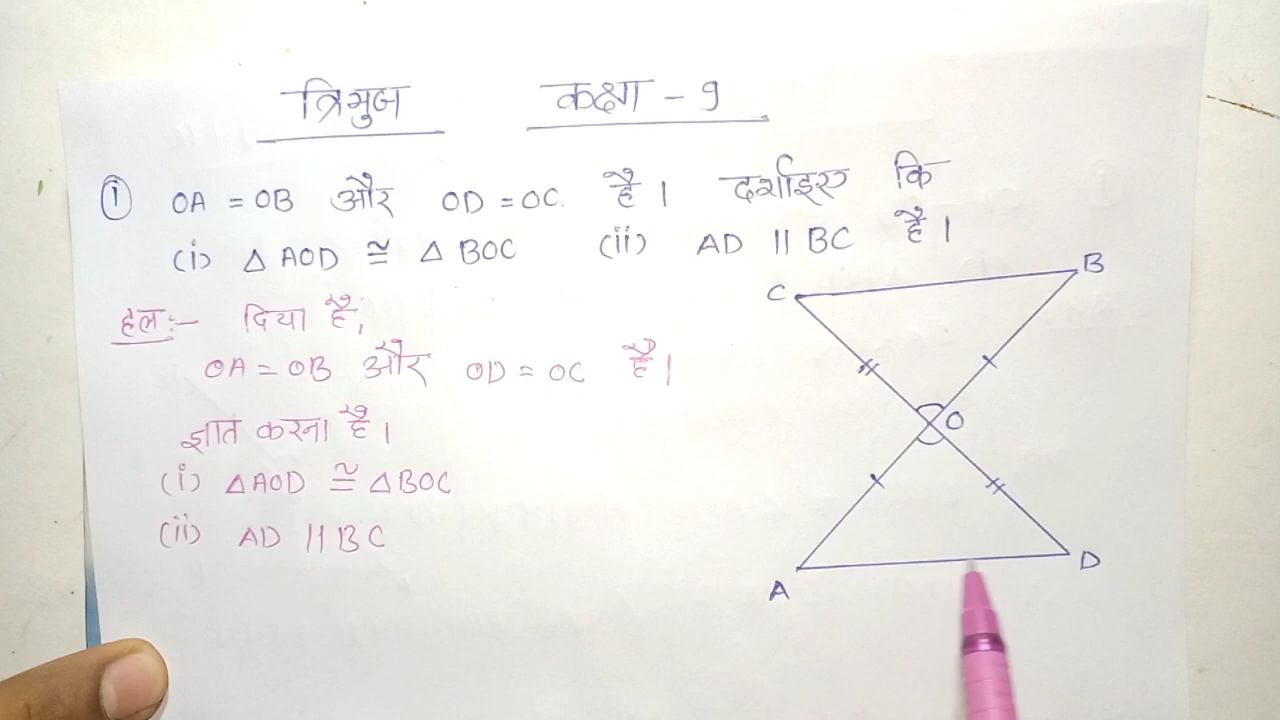 त्रिभुज कक्षा - 9
① OA = OB और OD = OC. है। दर्शाइए कि
(i) △ AOD ≅ △ BOC (ii) AD || BC है।
हल:- दिया है,
OA = OB और OD = OC है।
ज्ञात करना है।
(i) △AOD ≅ △BOC
(ii) AD || BC
C B
O
A D